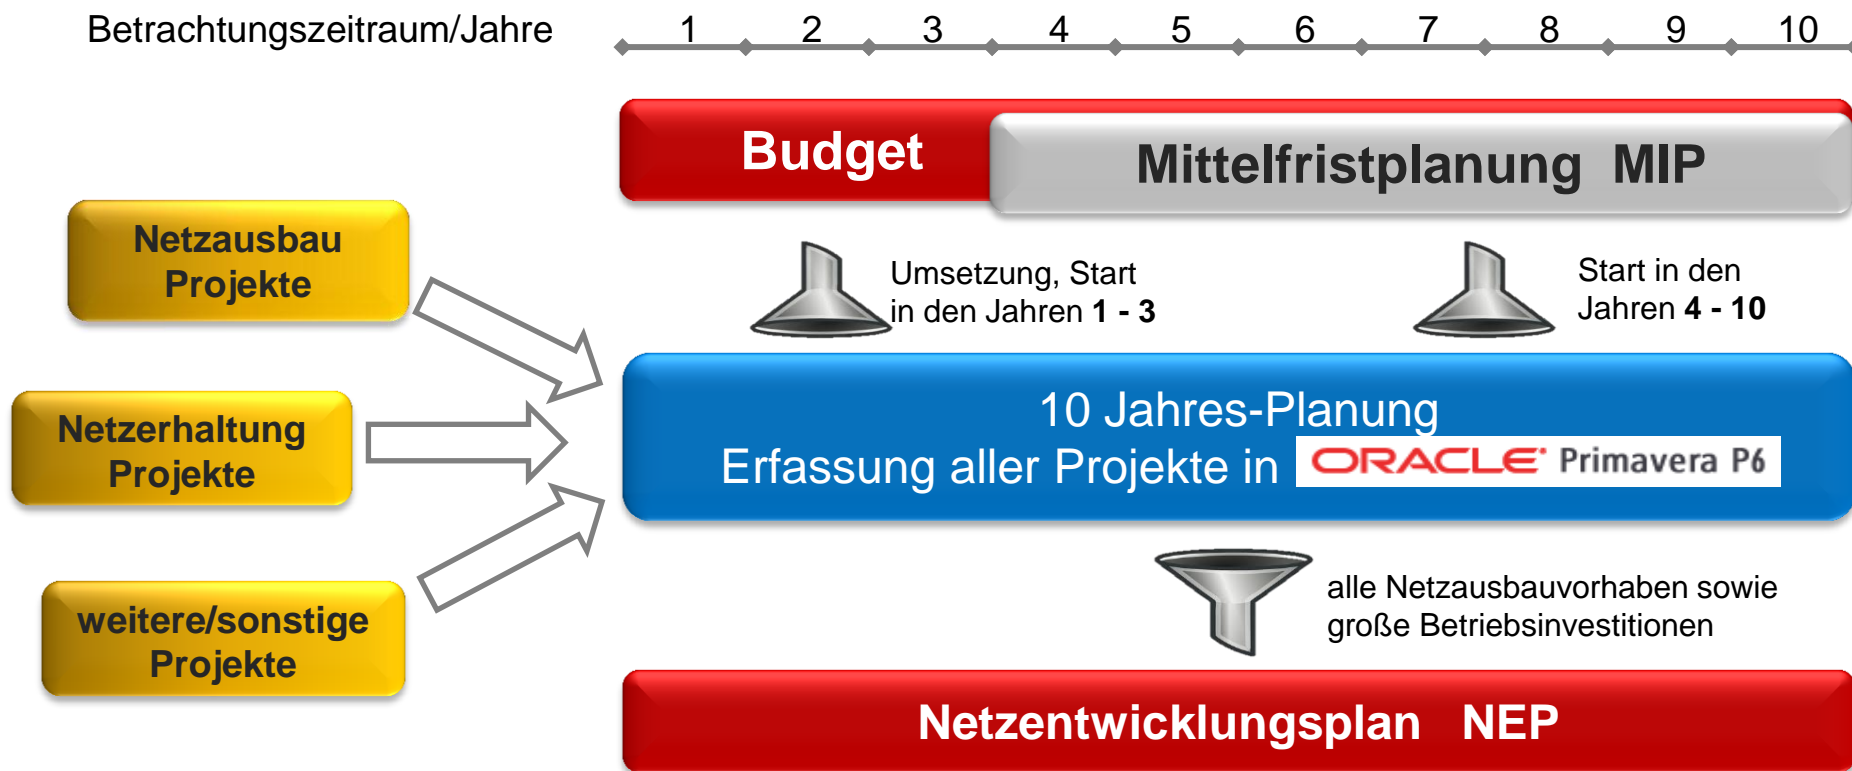 Betrachtungszeitraum/Jahre 1 2 3 4 5 6 7 8 9 10
Budget
Mittelfristplanung MIP
Netzausbau
Projekte
Umsetzung, Start
in den Jahren 1 - 3
Start in den
Jahren 4 - 10
Netzerhaltung
Projekte
10 Jahres-Planung
Erfassung aller Projekte in ORACLE Primavera P6
weitere/sonstige
Projekte
alle Netzausbauvorhaben sowie
große Betriebsinvestitionen
Netzentwicklungsplan NEP